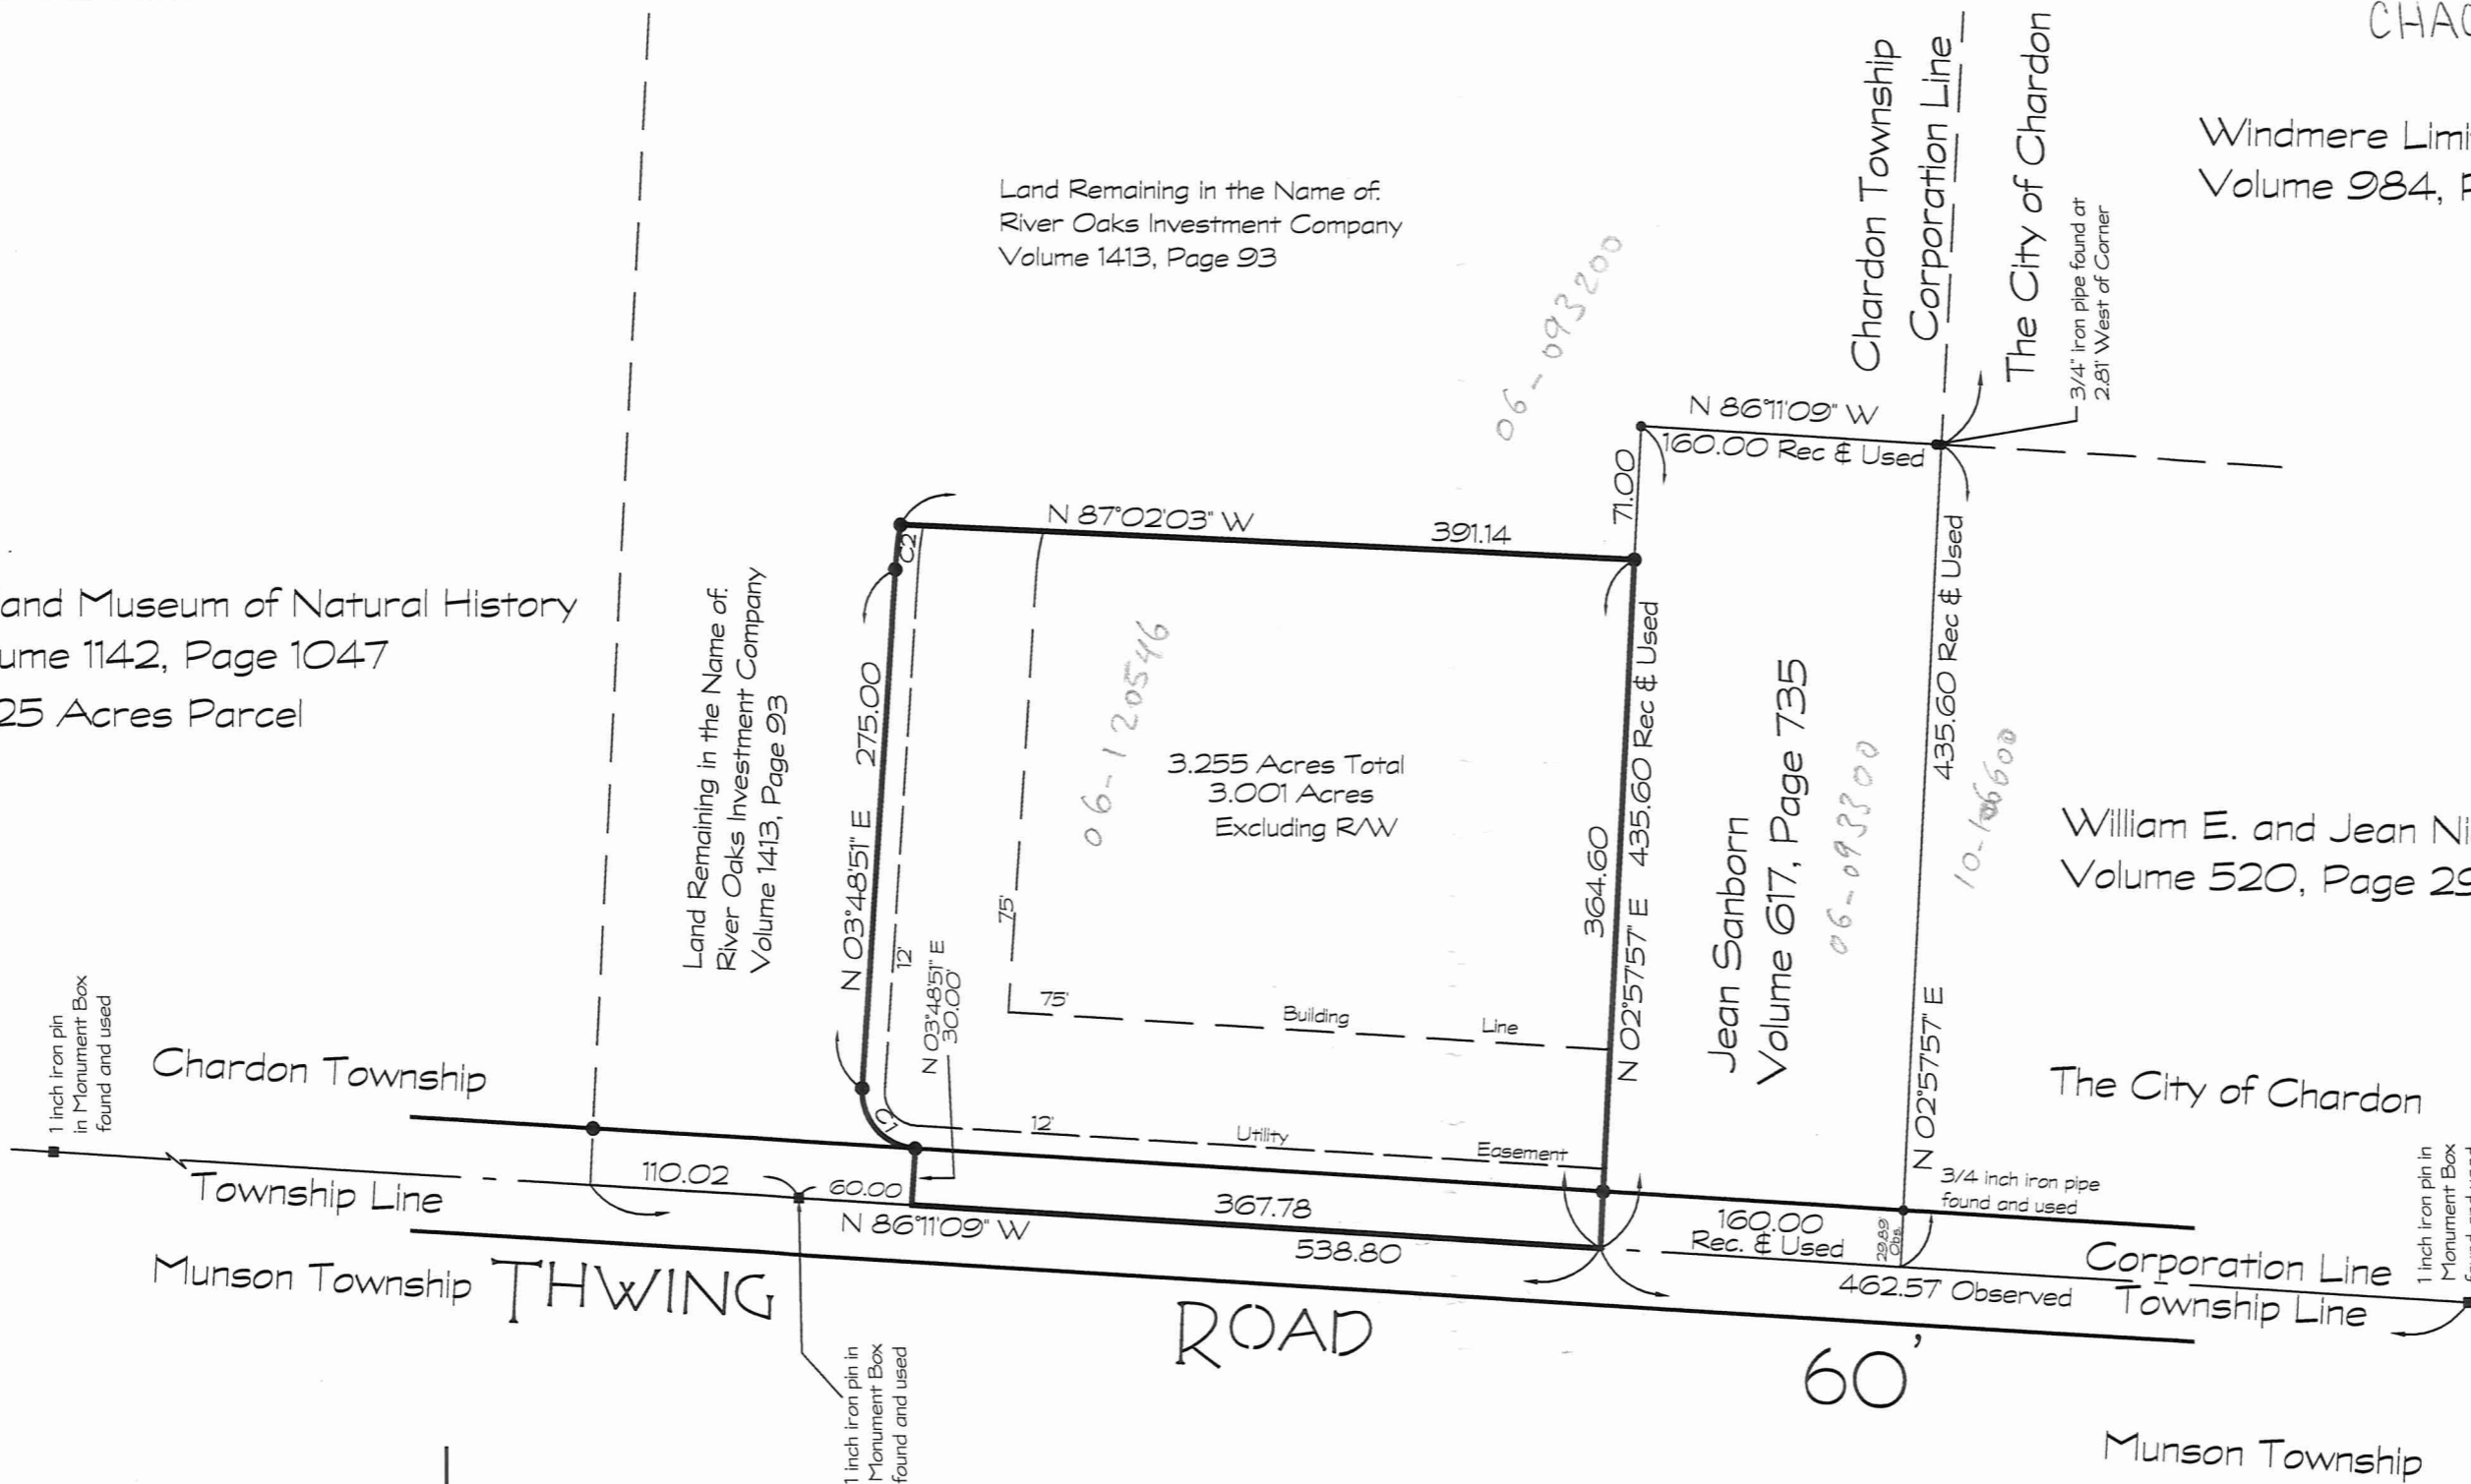 CHAC
Chardon Township
Corporation Line
The City of Chardon
Windmere Limi
Volume 984, P
3/4" iron pipe found at
2.81' West of Corner
Land Remaining in the Name of:
River Oaks Investment Company
Volume 1413, Page 93
06-093200
N 86°11'09" W
160.00 Rec & Used
71.00
N 87°02'03" W
391.14
C2
and Museum of Natural History
ume 1142, Page 1047
25 Acres Parcel
Land Remaining in the Name of:
River Oaks Investment Company
Volume 1413, Page 93
N 03°48'51" E 275.00
12'
N 03°48'51" E
30.00'
75'
06-120546
3.255 Acres Total
3.001 Acres
Excluding R/W
364.60
N 02°57'57" E 435.60 Rec & Used
Jean Sanborn
Volume 617, Page 735
06-093300
N 02°57'57" E
435.60 Rec & Used
William E. and Jean Ni
Volume 520, Page 29
75'
Building
Line
1 inch iron pin
in Monument Box
found and used
Chardon Township
The City of Chardon
C1
12'
Utility
Easement
Township Line
110.02
60.00
N 86°11'09" W
367.78
538.80
160.00
Rec. & Used
29.89
Obs.
3/4 inch iron pipe
found and used
462.57' Observed
Corporation Line
Township Line
1 inch iron pin in
Monument Box
found and used
Munson Township
THWING
ROAD
60'
1 inch iron pin in
Monument Box
found and used
Munson Township